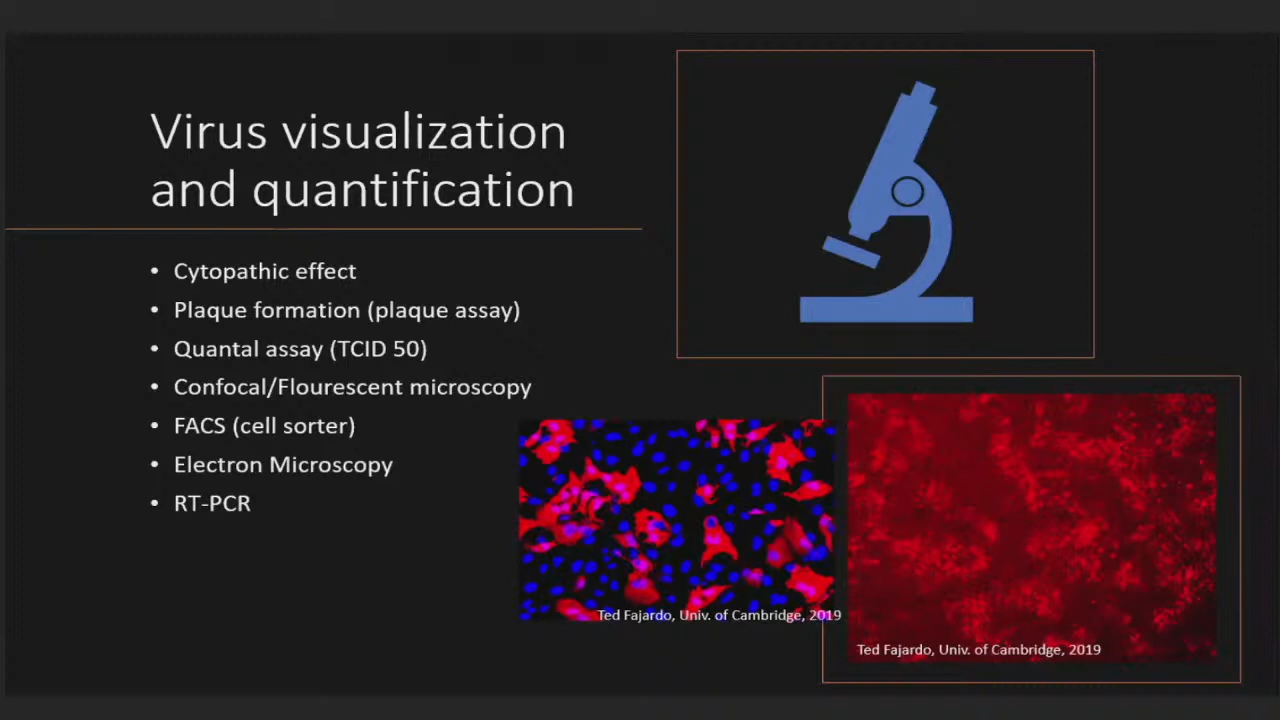 Virus visualization
and quantification
• Cytopathic effect
• Plaque formation (plaque assay)
• Quantal assay (TCID 50)
• Confocal/Flourescent microscopy
• FACS (cell sorter)
• Electron Microscopy
• RT-PCR
Ted Fajardo, Univ. of Cambridge, 2019
Ted Fajardo, Univ. of Cambridge, 2019